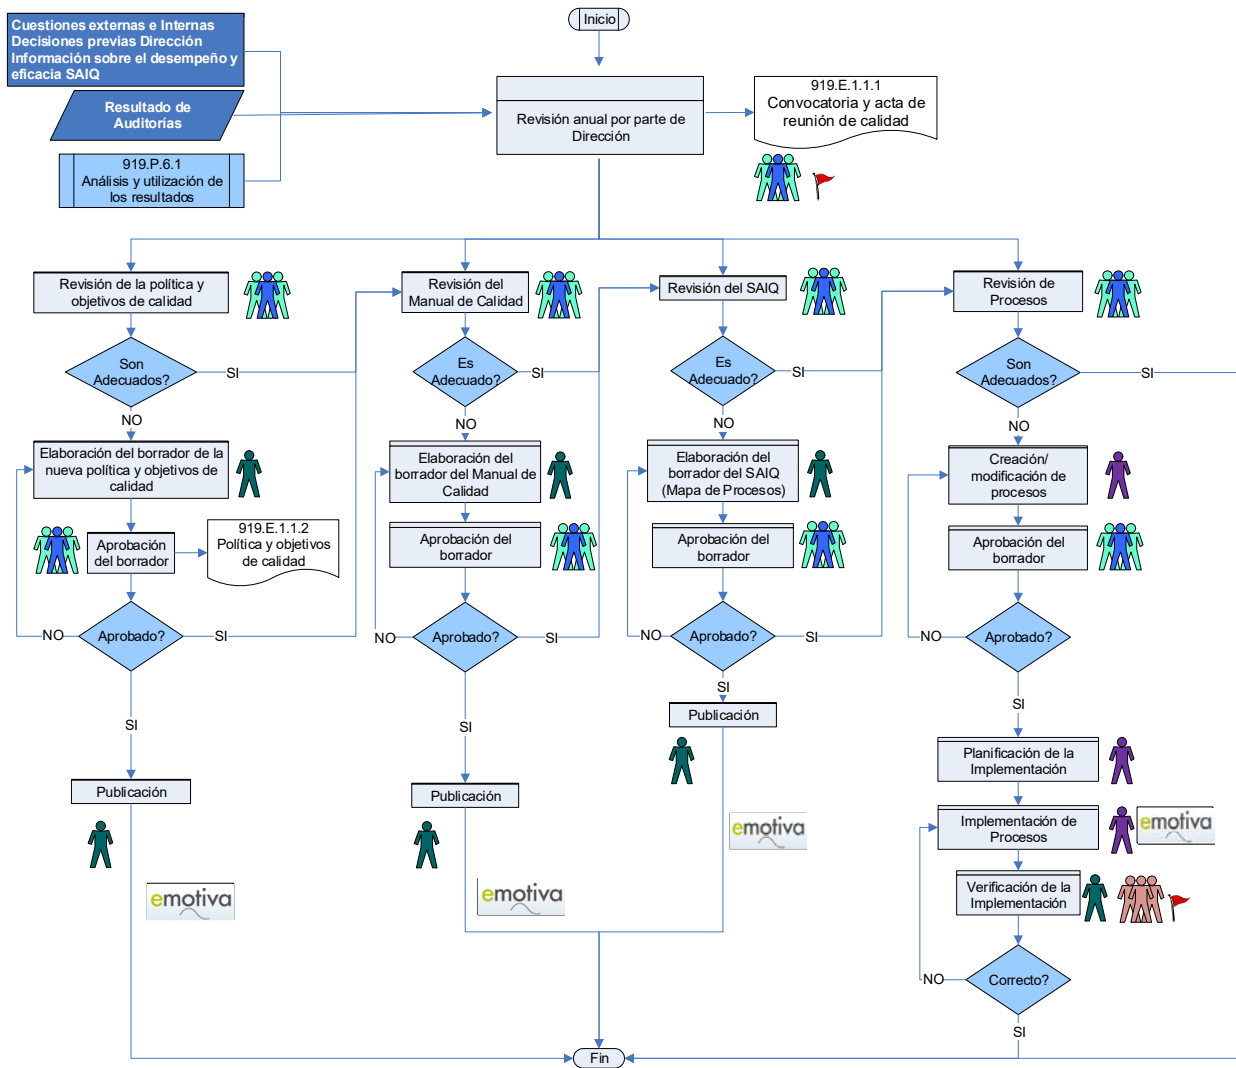 Cuestiones externas e Internas
Decisiones previas Dirección
Información sobre el desempeño y
eficacia SAIQ
Inicio
Resultado de
Auditorías
Revisión anual por parte de
Dirección
919.E.1.1.1
Convocatoria y acta de
reunión de calidad
919.P.6.1
Análisis y utilización de
los resultados
Revisión de la política y
objetivos de calidad
Revisión del
Manual de Calidad
Revisión del SAIQ
Revisión de
Procesos
Son
Adecuados?
SI
Es
Adecuado?
SI
Es
Adecuado?
SI
Son
Adecuados?
SI
NO
NO
NO
NO
Elaboración del borrador de la
nueva política y objetivos de
calidad
Elaboración del
borrador del Manual de
Calidad
Elaboración del
borrador del SAIQ
(Mapa de Procesos)
Creación/
modificación de
procesos
Aprobación
del borrador
919.E.1.1.2
Política y objetivos
de calidad
Aprobación del
borrador
Aprobación del
borrador
Aprobación del
borrador
NO
Aprobado?
SI
NO
Aprobado?
SI
NO
Aprobado?
SI
NO
Aprobado?
SI
SI
SI
SI
Publicación
Publicación
Publicación
Planificación de la
Implementación
emotiva
emotiva
emotiva
Implementación de
Procesos
emotiva
Verificación de la
Implementación
NO
Correcto?
SI
Fin